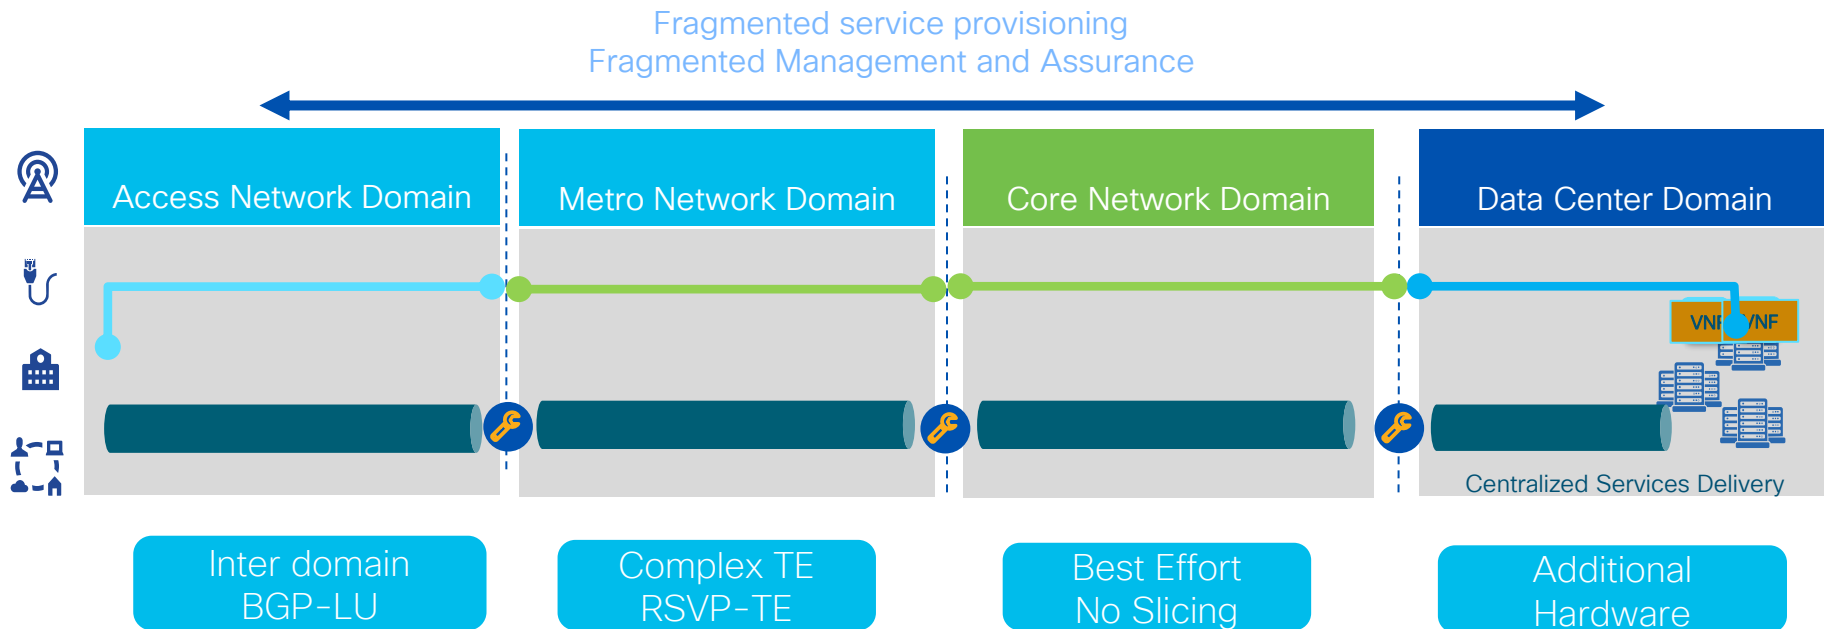 Fragmented service provisioning
Fragmented Management and Assurance
Access Network Domain
Metro Network Domain
Core Network Domain
Data Center Domain
VNF
VNF
Centralized Services Delivery
Inter domain
BGP-LU
Complex TE
RSVP-TE
Best Effort
No Slicing
Additional
Hardware